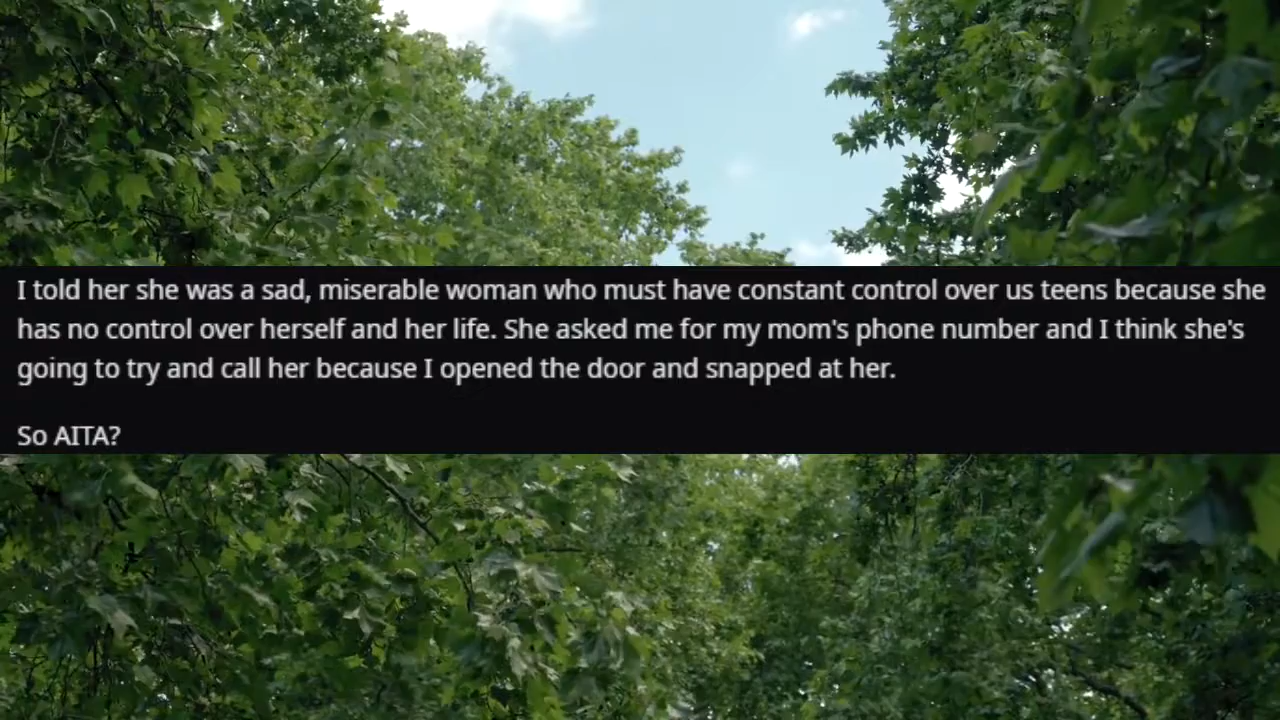 I told her she was a sad, miserable woman who must have constant control over us teens because she
has no control over herself and her life. She asked me for my mom's phone number and I think she's
going to try and call her because I opened the door and snapped at her.
So AITA?